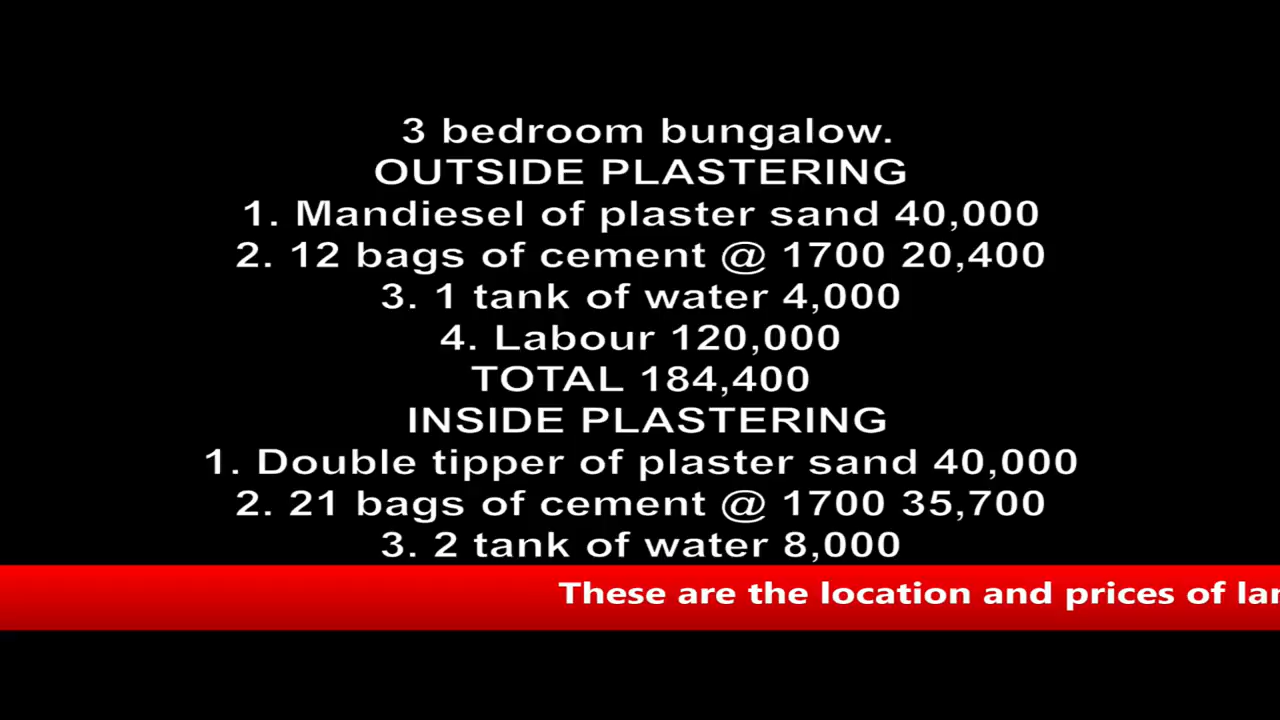 3 bedroom bungalow.
OUTSIDE PLASTERING
1. Mandiesel of plaster sand 40,000
2. 12 bags of cement @ 1700 20,400
3. 1 tank of water 4,000
4. Labour 120,000
TOTAL 184,400
INSIDE PLASTERING
1. Double tipper of plaster sand 40,000
2. 21 bags of cement @ 1700 35,700
3. 2 tank of water 8,000
These are the location and prices of